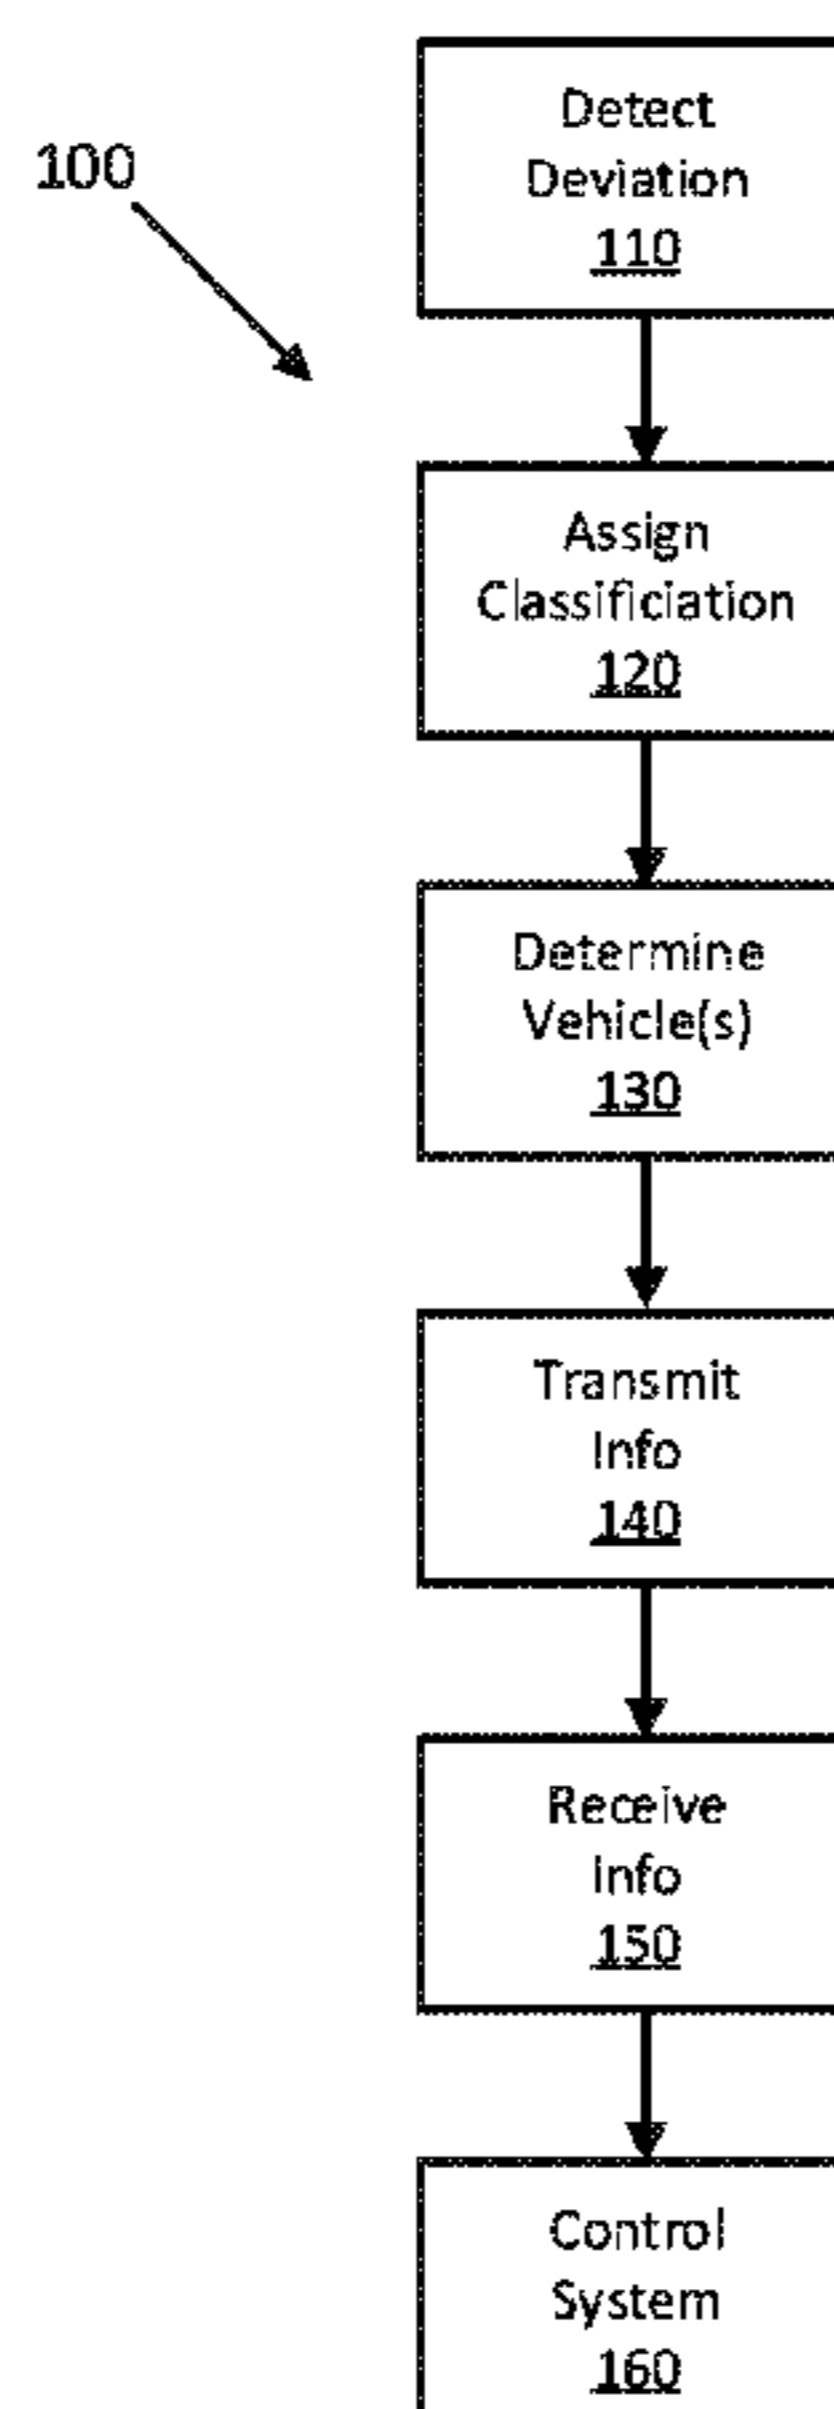 100
Detect
Deviation
110
Assign
Classificiation
120
Determine
Vehicle(s)
130
Transmit
Info
140
Receive
Info
150
Control
System
160